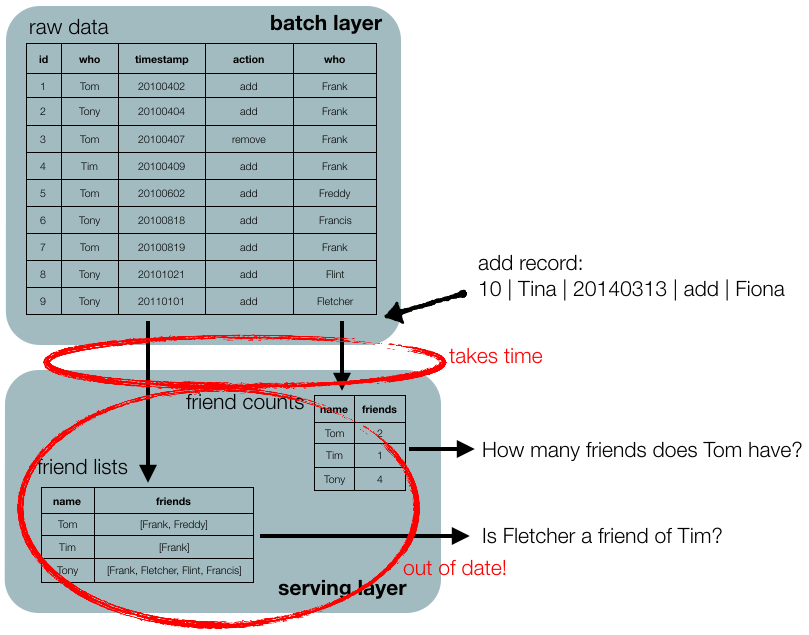 raw data
batch layer
id who timestamp action who
1 Tom 20100402 add Frank
2 Tony 20100404 add Frank
3 Tom 20100407 remove Frank
4 Tim 20100409 add Frank
5 Tom 20100602 add Freddy
6 Tony 20100818 add Francis
7 Tom 20100819 add Frank
8 Tony 20101021 add Flint
9 Tony 20110101 add Fletcher
add record:
10 | Tina | 20140313 | add | Fiona
takes time
friend counts
name friends
Tom 2
Tim 1
Tony 4
How many friends does Tom have?
friend lists
name friends
Tom [Frank, Freddy]
Tim [Frank]
Tony [Frank, Fletcher, Flint, Francis]
Is Fletcher a friend of Tim?
out of date!
serving layer